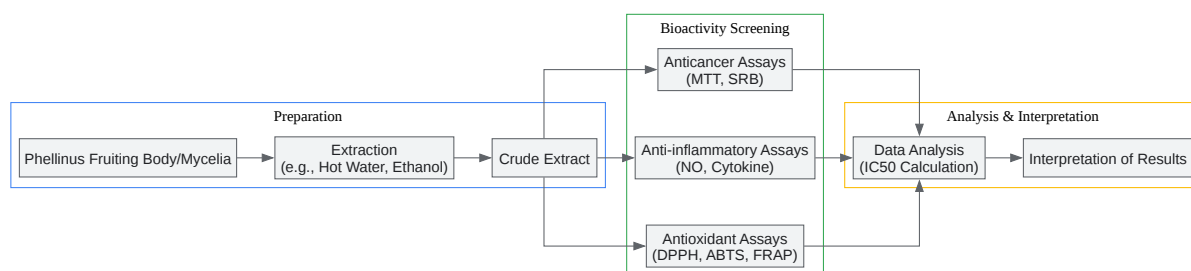 Bioactivity Screening
Anticancer Assays
(MTT, SRB)
Preparation
Analysis & Interpretation
Phellinus Fruiting Body/Mycelia
Extraction
(e.g., Hot Water, Ethanol)
Crude Extract
Anti-inflammatory Assays
(NO, Cytokine)
Data Analysis
(IC50 Calculation)
Interpretation of Results
Antioxidant Assays
(DPPH, ABTS, FRAP)